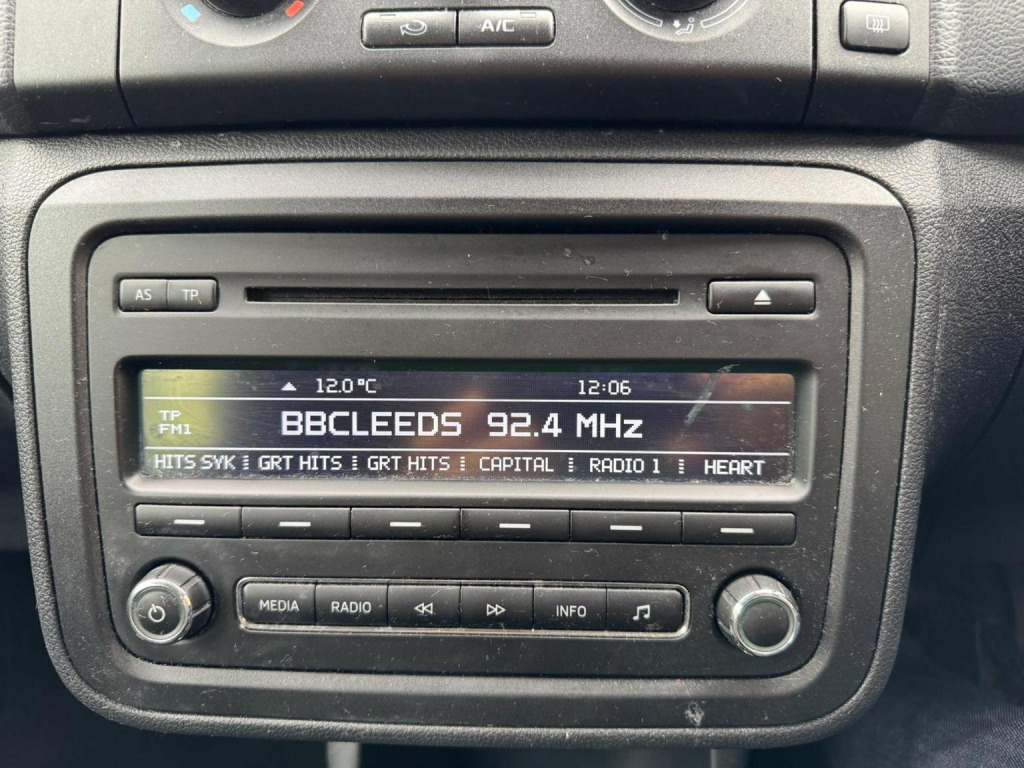 A/C
AS TP
12.0°C 12:06
TP
FM1
BBCLEEDS 92.4 MHz
HITS SYK GRT HITS GRT HITS CAPITAL RADIO 1 HEART
MEDIA RADIO INFO